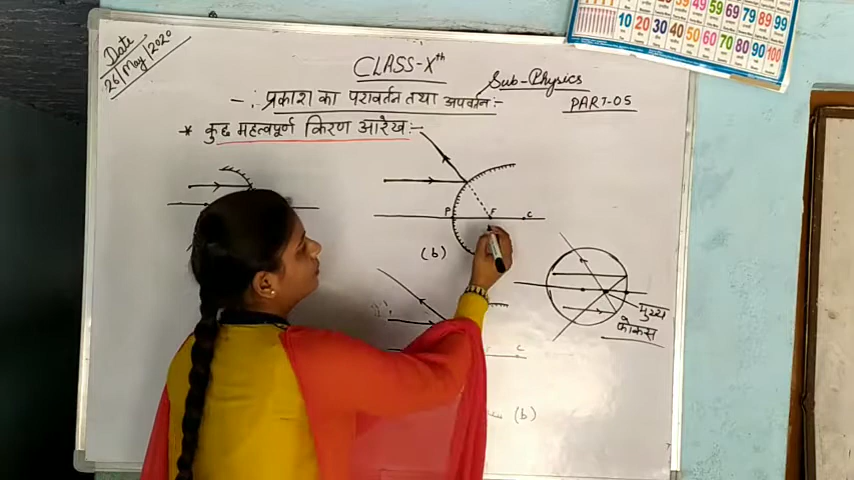 Date
26/May/2020
CLASS-Xth
Sub-Physics
-: प्रकाश का परावर्तन तथा अपवर्तन:-
PART-05
* कुछ महत्वपूर्ण किरण आरेख:-
P F C
(b)
मुख्य
फोकस
F C
(b)
49 59 69 79 89 99
10 20 30 40 50 60 70 80 90 100